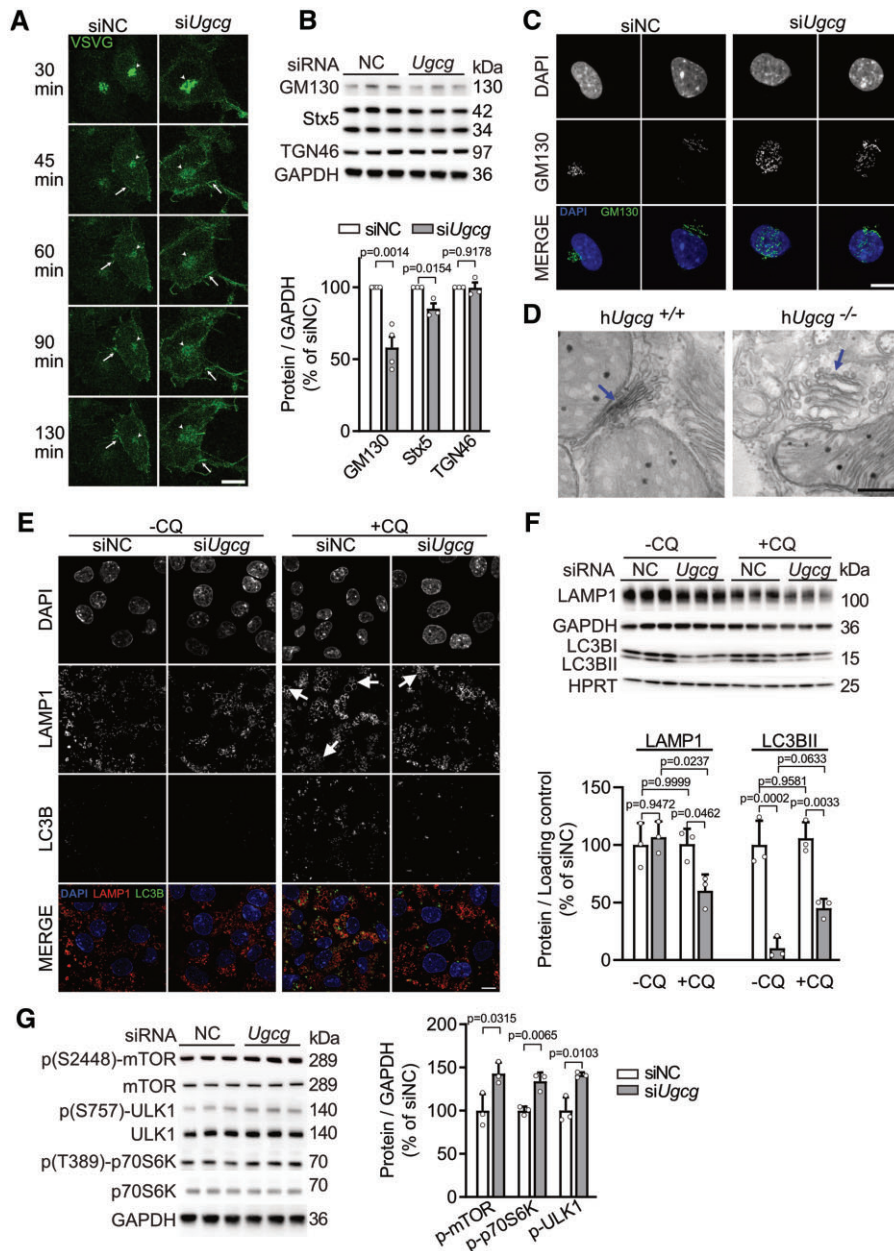 A
siNC
siUgcg
VSVG
30 min
45 min
60 min
90 min
130 min
B
siRNA NC Ugcg kDa
GM130 130
Stx5 42
34
TGN46 97
GAPDH 36
siNC siUgcg
p=0.9178
p=0.0014
p=0.0154
Protein / GAPDH
(% of siNC)
100
50
0
GM130
Stx5
TGN46
C
siNC siUgcg
DAPI
GM130
MERGE
DAPI GM130
D
hUgcg +/+ hUgcg -/-
E
-CQ +CQ
siNC siUgcg siNC siUgcg
DAPI
LAMP1
LC3B
MERGE
DAPI LAMP1 LC3B
F
-CQ +CQ
siRNA NC Ugcg NC Ugcg kDa
LAMP1 100
GAPDH 36
LC3BI
LC3BII 15
HPRT 25
LAMP1 LC3BII
p=0.0237
p=0.0633
p=0.9999
p=0.9581
p=0.9472
p=0.0462
p=0.0002
p=0.0033
Protein / Loading control
(% of siNC)
150
100
50
0
-CQ +CQ -CQ +CQ
G
siRNA NC Ugcg kDa
p(S2448)-mTOR 289
mTOR 289
p(S757)-ULK1 140
ULK1 140
p(T389)-p70S6K 70
p70S6K 70
GAPDH 36
p=0.0315
p=0.0065
p=0.0103
Protein / GAPDH
(% of siNC)
200
150
100
50
0
p-mTOR
p-p70S6K
p-ULK1
siNC
siUgcg